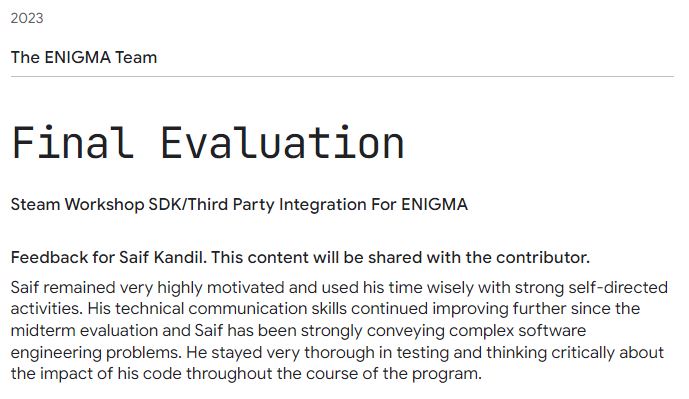 2023
The ENIGMA Team
Final Evaluation
Steam Workshop SDK/Third Party Integration For ENIGMA
Feedback for Saif Kandil. This content will be shared with the contributor.
Saif remained very highly motivated and used his time wisely with strong self-directed
activities. His technical communication skills continued improving further since the
midterm evaluation and Saif has been strongly conveying complex software
engineering problems. He stayed very thorough in testing and thinking critically about
the impact of his code throughout the course of the program.